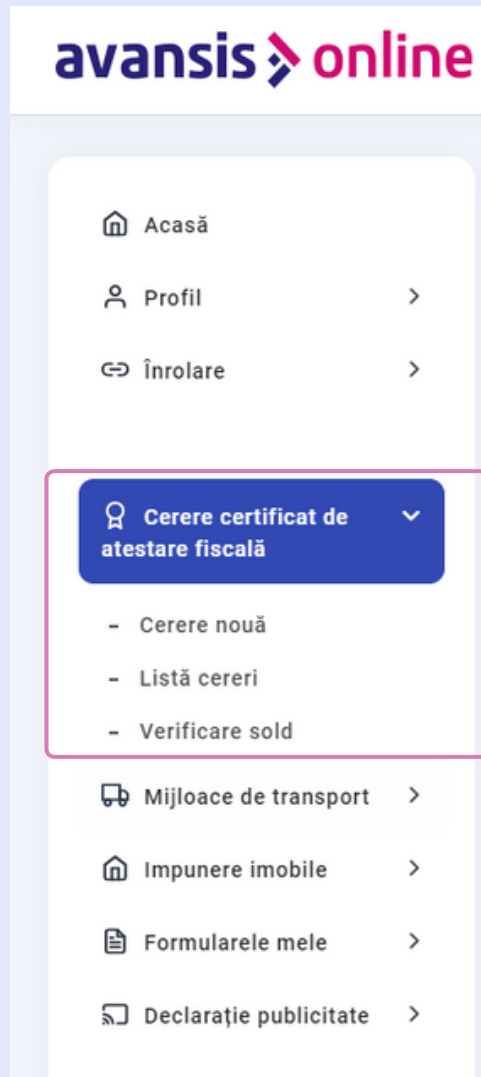 avansis online
Acasă
Profil
Înrolare
Cerere certificat de
atestare fiscală
- Cerere nouă
- Listă cereri
- Verificare sold
Mijloace de transport
Impunere imobile
Formularele mele
Declarație publicitate